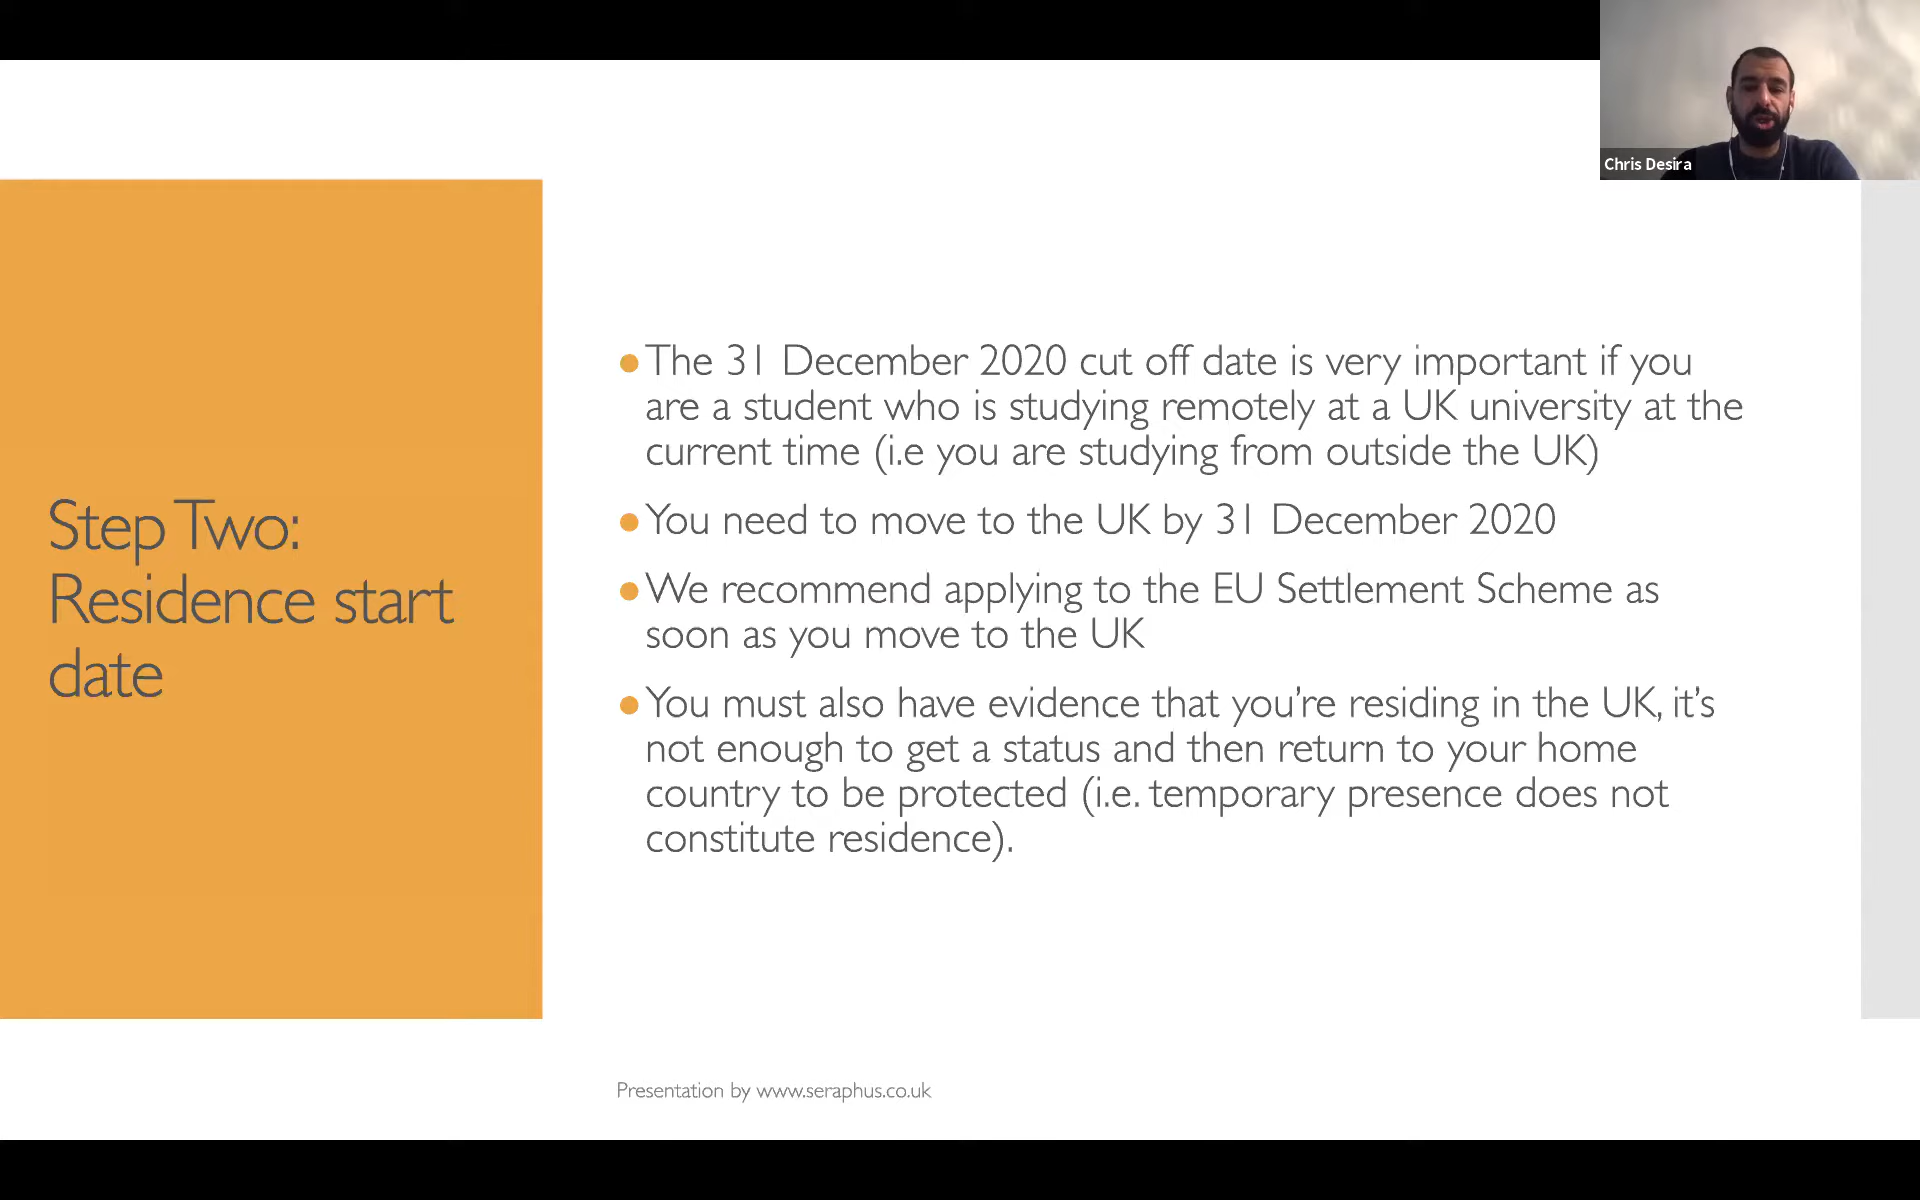 Chris Desira
Step Two:
Residence start
date
●The 31 December 2020 cut off date is very important if you
are a student who is studying remotely at a UK university at the
current time (i.e you are studying from outside the UK)
●You need to move to the UK by 31 December 2020
●We recommend applying to the EU Settlement Scheme as
soon as you move to the UK
●You must also have evidence that you’re residing in the UK, it’s
not enough to get a status and then return to your home
country to be protected (i.e. temporary presence does not
constitute residence).
Presentation by www.seraphus.co.uk